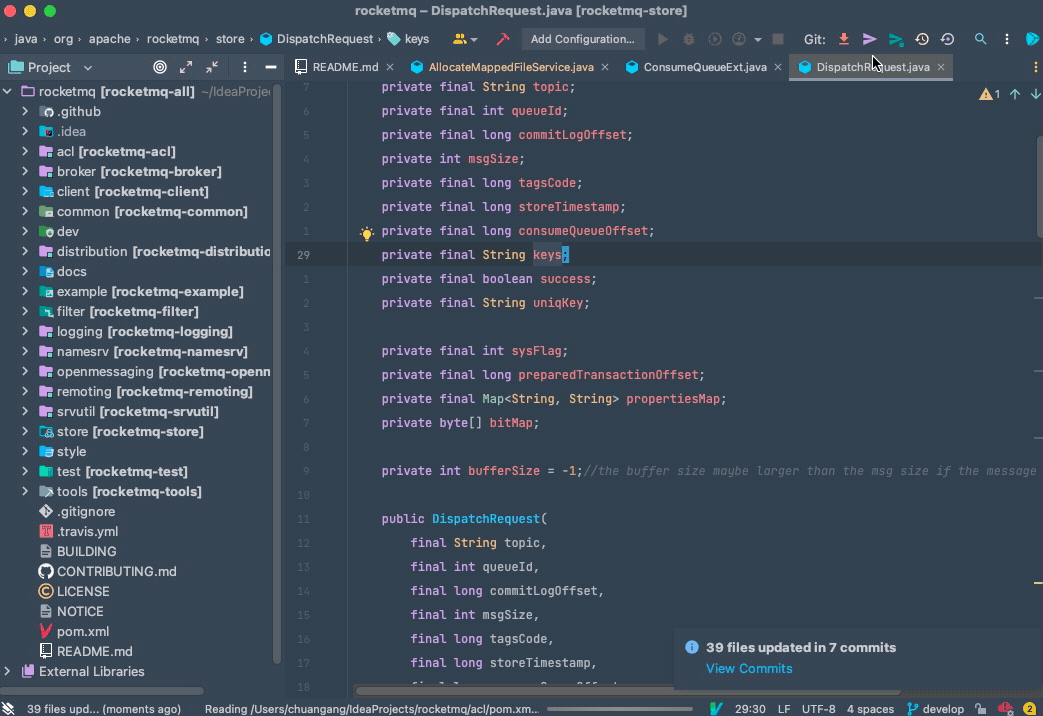 rocketmq – DispatchRequest.java [rocketmq-store]
java › org › apache › rocketmq › store › DispatchRequest › keys
Add Configuration...
Git:
Project
README.md
AllocateMappedFileService.java
ConsumeQueueExt.java
DispatchRequest.java
rocketmq [rocketmq-all] ~/IdeaProje
.github
.idea
acl [rocketmq-acl]
broker [rocketmq-broker]
client [rocketmq-client]
common [rocketmq-common]
dev
distribution [rocketmq-distributio
docs
example [rocketmq-example]
filter [rocketmq-filter]
logging [rocketmq-logging]
namesrv [rocketmq-namesrv]
openmessaging [rocketmq-openn
remoting [rocketmq-remoting]
srvutil [rocketmq-srvutil]
store [rocketmq-store]
style
test [rocketmq-test]
tools [rocketmq-tools]
.gitignore
.travis.yml
BUILDING
CONTRIBUTING.md
LICENSE
NOTICE
pom.xml
README.md
External Libraries
1
7 private final String topic;
6 private final int queueId;
5 private final long commitLogOffset;
4 private int msgSize;
3 private final long tagsCode;
2 private final long storeTimestamp;
1 private final long consumeQueueOffset;
29 private final String keys;
1 private final boolean success;
2 private final String uniqKey;
3
4 private final int sysFlag;
5 private final long preparedTransactionOffset;
6 private final Map<String, String> propertiesMap;
7 private byte[] bitMap;
8
9 private int bufferSize = -1;//the buffer size maybe larger than the msg size if the message
10
11 public DispatchRequest(
12 final String topic,
13 final int queueId,
14 final long commitLogOffset,
15 final int msgSize,
16 final long tagsCode,
17 final long storeTimestamp,
18
39 files updated in 7 commits
View Commits
39 files upd... (moments ago)
Reading /Users/chuangang/IdeaProjects/rocketmq/acl/pom.xm...
29:30
LF
UTF-8
4 spaces
develop
2